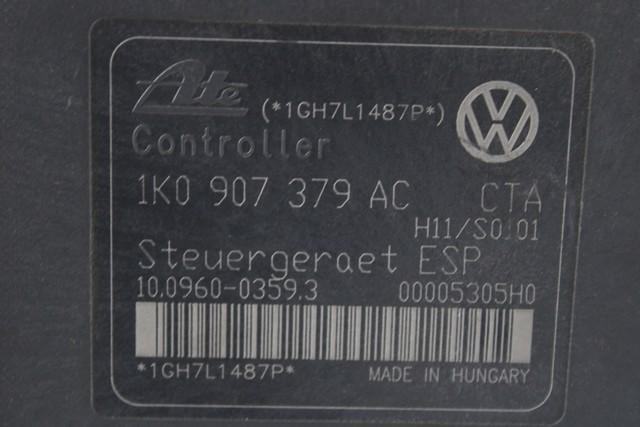 Ate (*1GH7L1487P*)
Controller
1K0 907 379 AC CTA
H11/S0101
Steuergeraet ESP
10.0960-0359.3 00005305H0
*1GH7L1487P* MADE IN HUNGARY